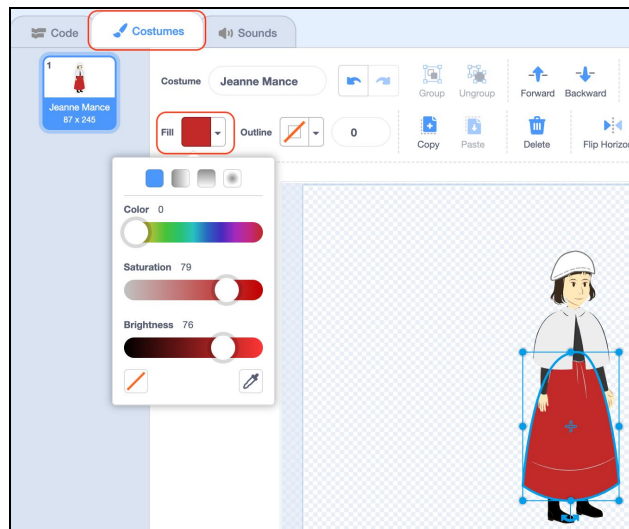 Code Costumes Sounds
1
Jeanne Mance
87 x 245
Costume Jeanne Mance
Group Ungroup Forward Backward
Fill Outline 0
Copy Paste Delete Flip Horizo
Color 0
Saturation 79
Brightness 76